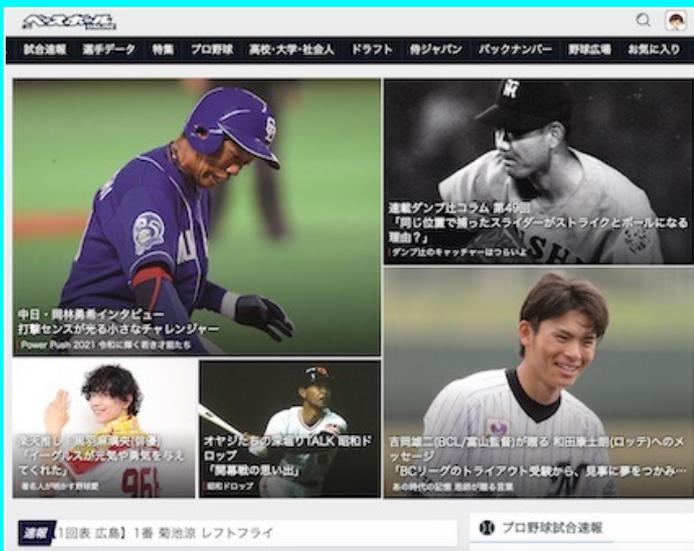 ベースボール
試合速報 選手データ 特集 プロ野球 高校・大学・社会人 ドラフト 侍ジャパン バックナンバー 野球広場 お気に入り
中日・岡林勇希インタビュー
打撃センスが光る小さなチャレンジャー
Power Push 2021 令和に輝く若き才能たち
連載ダンプ辻コラム 第49回
「同じ位置で捕ったスライダーがストライクとボールになる
理由？」
ダンプ辻のキャッチャーはつらいよ
楽天推し！黒羽麻璃央(俳優)
「イーグルスが元気や勇気を与え
てくれた」
著名人が明かす野球愛
96
オヤジたちの深堀りTALK 昭和ド
ロップ
「開幕戦の思い出」
昭和ドロップ
吉岡雄二(BCL/富山監督)が贈る 和田康士朗(ロッテ)へのメ
ッセージ
「BCリーグのトライアウト受験から、見事に夢をつかみ…
あの時代の記憶 恩師が贈る言葉
速報 【1回表 広島】1番 菊池涼 レフトフライ
プロ野球試合速報